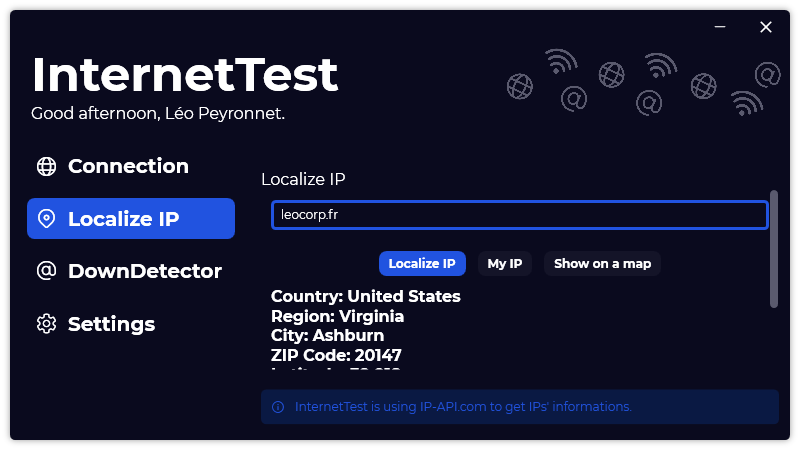 InternetTest
Good afternoon, Léo Peyronnet.
Connection
Localize IP
DownDetector
Settings
Localize IP
leocorp.fr
Localize IP My IP Show on a map
Country: United States
Region: Virginia
City: Ashburn
ZIP Code: 20147
InternetTest is using IP-API.com to get IPs' informations.